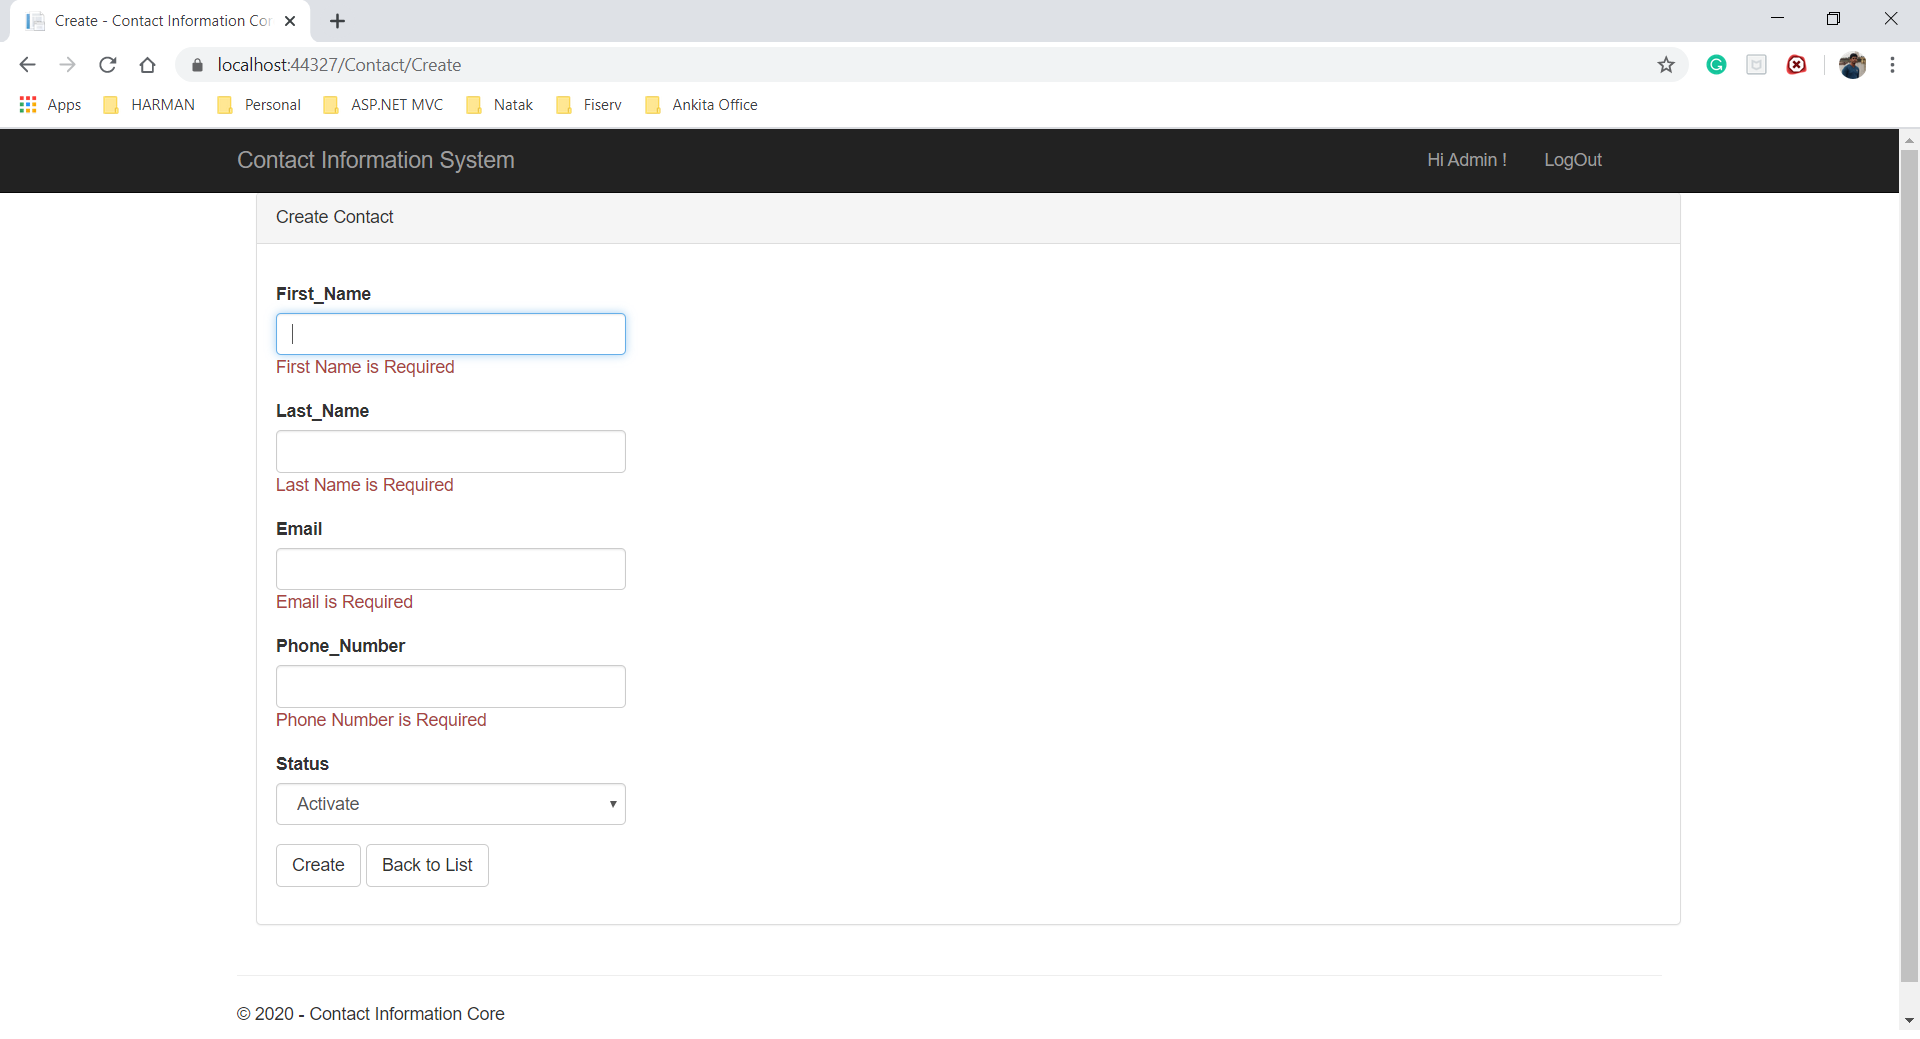 Create - Contact Information Cor
localhost:44327/Contact/Create
Apps HARMAN Personal ASP.NET MVC Natak Fiserv Ankita Office
Contact Information System Hi Admin ! LogOut
Create Contact
First_Name
First Name is Required
Last_Name
Last Name is Required
Email
Email is Required
Phone_Number
Phone Number is Required
Status
Activate
Create Back to List
© 2020 - Contact Information Core